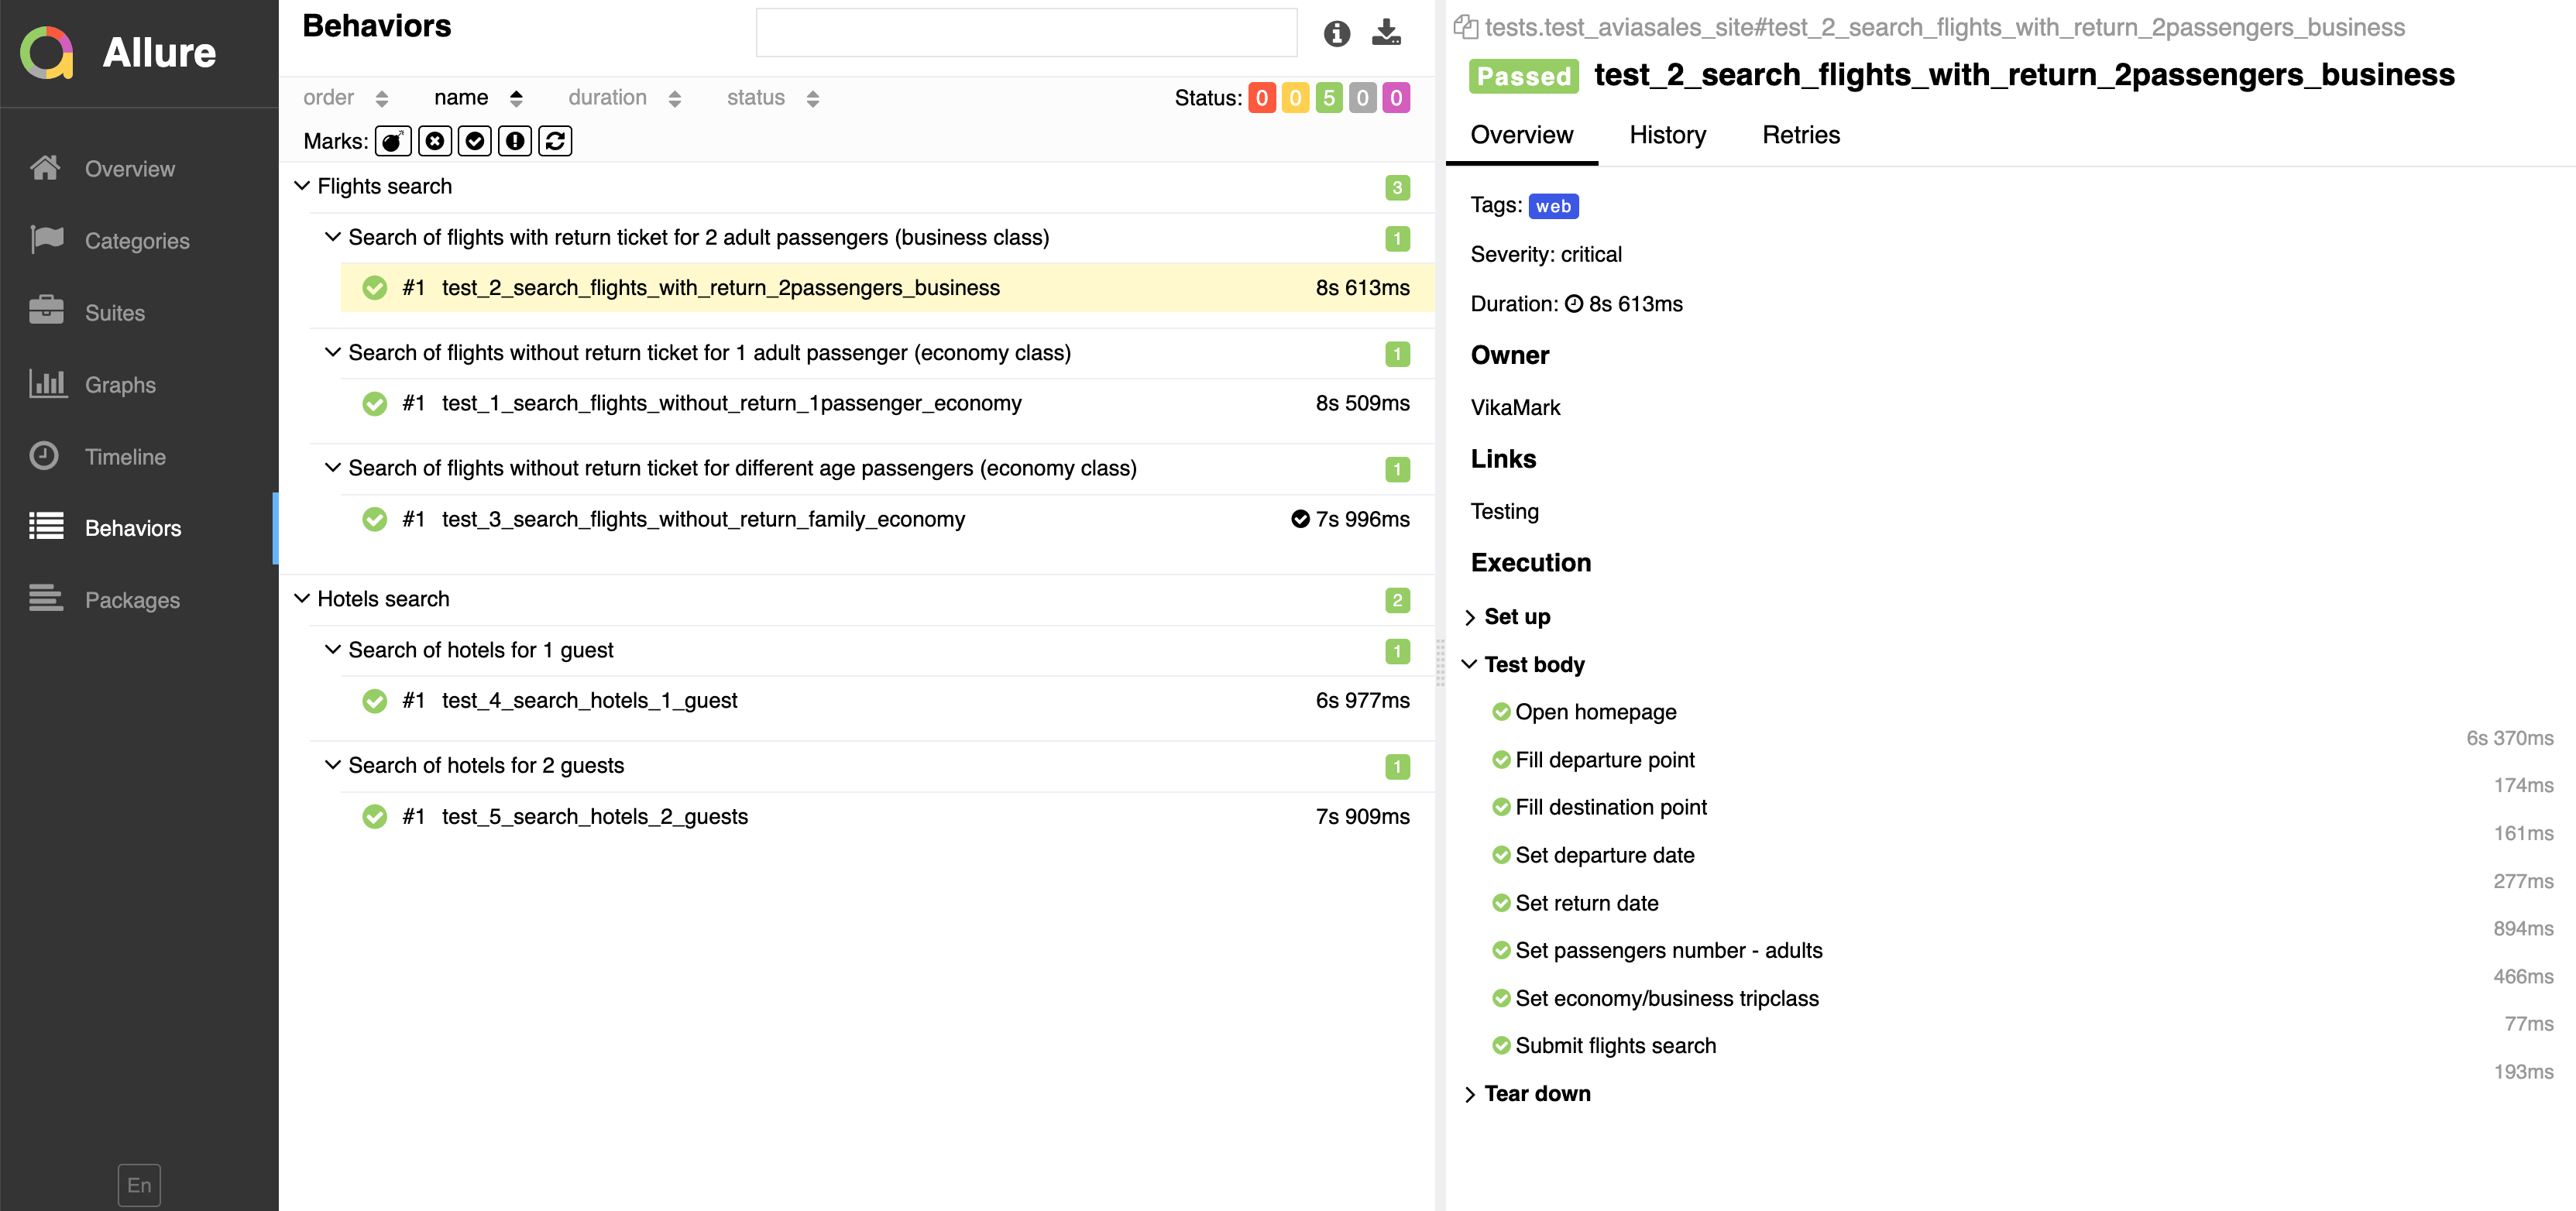 Allure
Overview
Categories
Suites
Graphs
Timeline
Behaviors
Packages
En
Behaviors
order name duration status
Status: 0 0 5 0 0
Marks:
Flights search 3
Search of flights with return ticket for 2 adult passengers (business class) 1
#1 test_2_search_flights_with_return_2passengers_business 8s 613ms
Search of flights without return ticket for 1 adult passenger (economy class) 1
#1 test_1_search_flights_without_return_1passenger_economy 8s 509ms
Search of flights without return ticket for different age passengers (economy class) 1
#1 test_3_search_flights_without_return_family_economy 7s 996ms
Hotels search 2
Search of hotels for 1 guest 1
#1 test_4_search_hotels_1_guest 6s 977ms
Search of hotels for 2 guests 1
#1 test_5_search_hotels_2_guests 7s 909ms
tests.test_aviasales_site#test_2_search_flights_with_return_2passengers_business
Passed test_2_search_flights_with_return_2passengers_business
Overview History Retries
Tags: web
Severity: critical
Duration: 8s 613ms
Owner
VikaMark
Links
Testing
Execution
Set up
Test body
Open homepage
6s 370ms
Fill departure point
174ms
Fill destination point
161ms
Set departure date
277ms
Set return date
894ms
Set passengers number - adults
466ms
Set economy/business tripclass
77ms
Submit flights search
193ms
Tear down